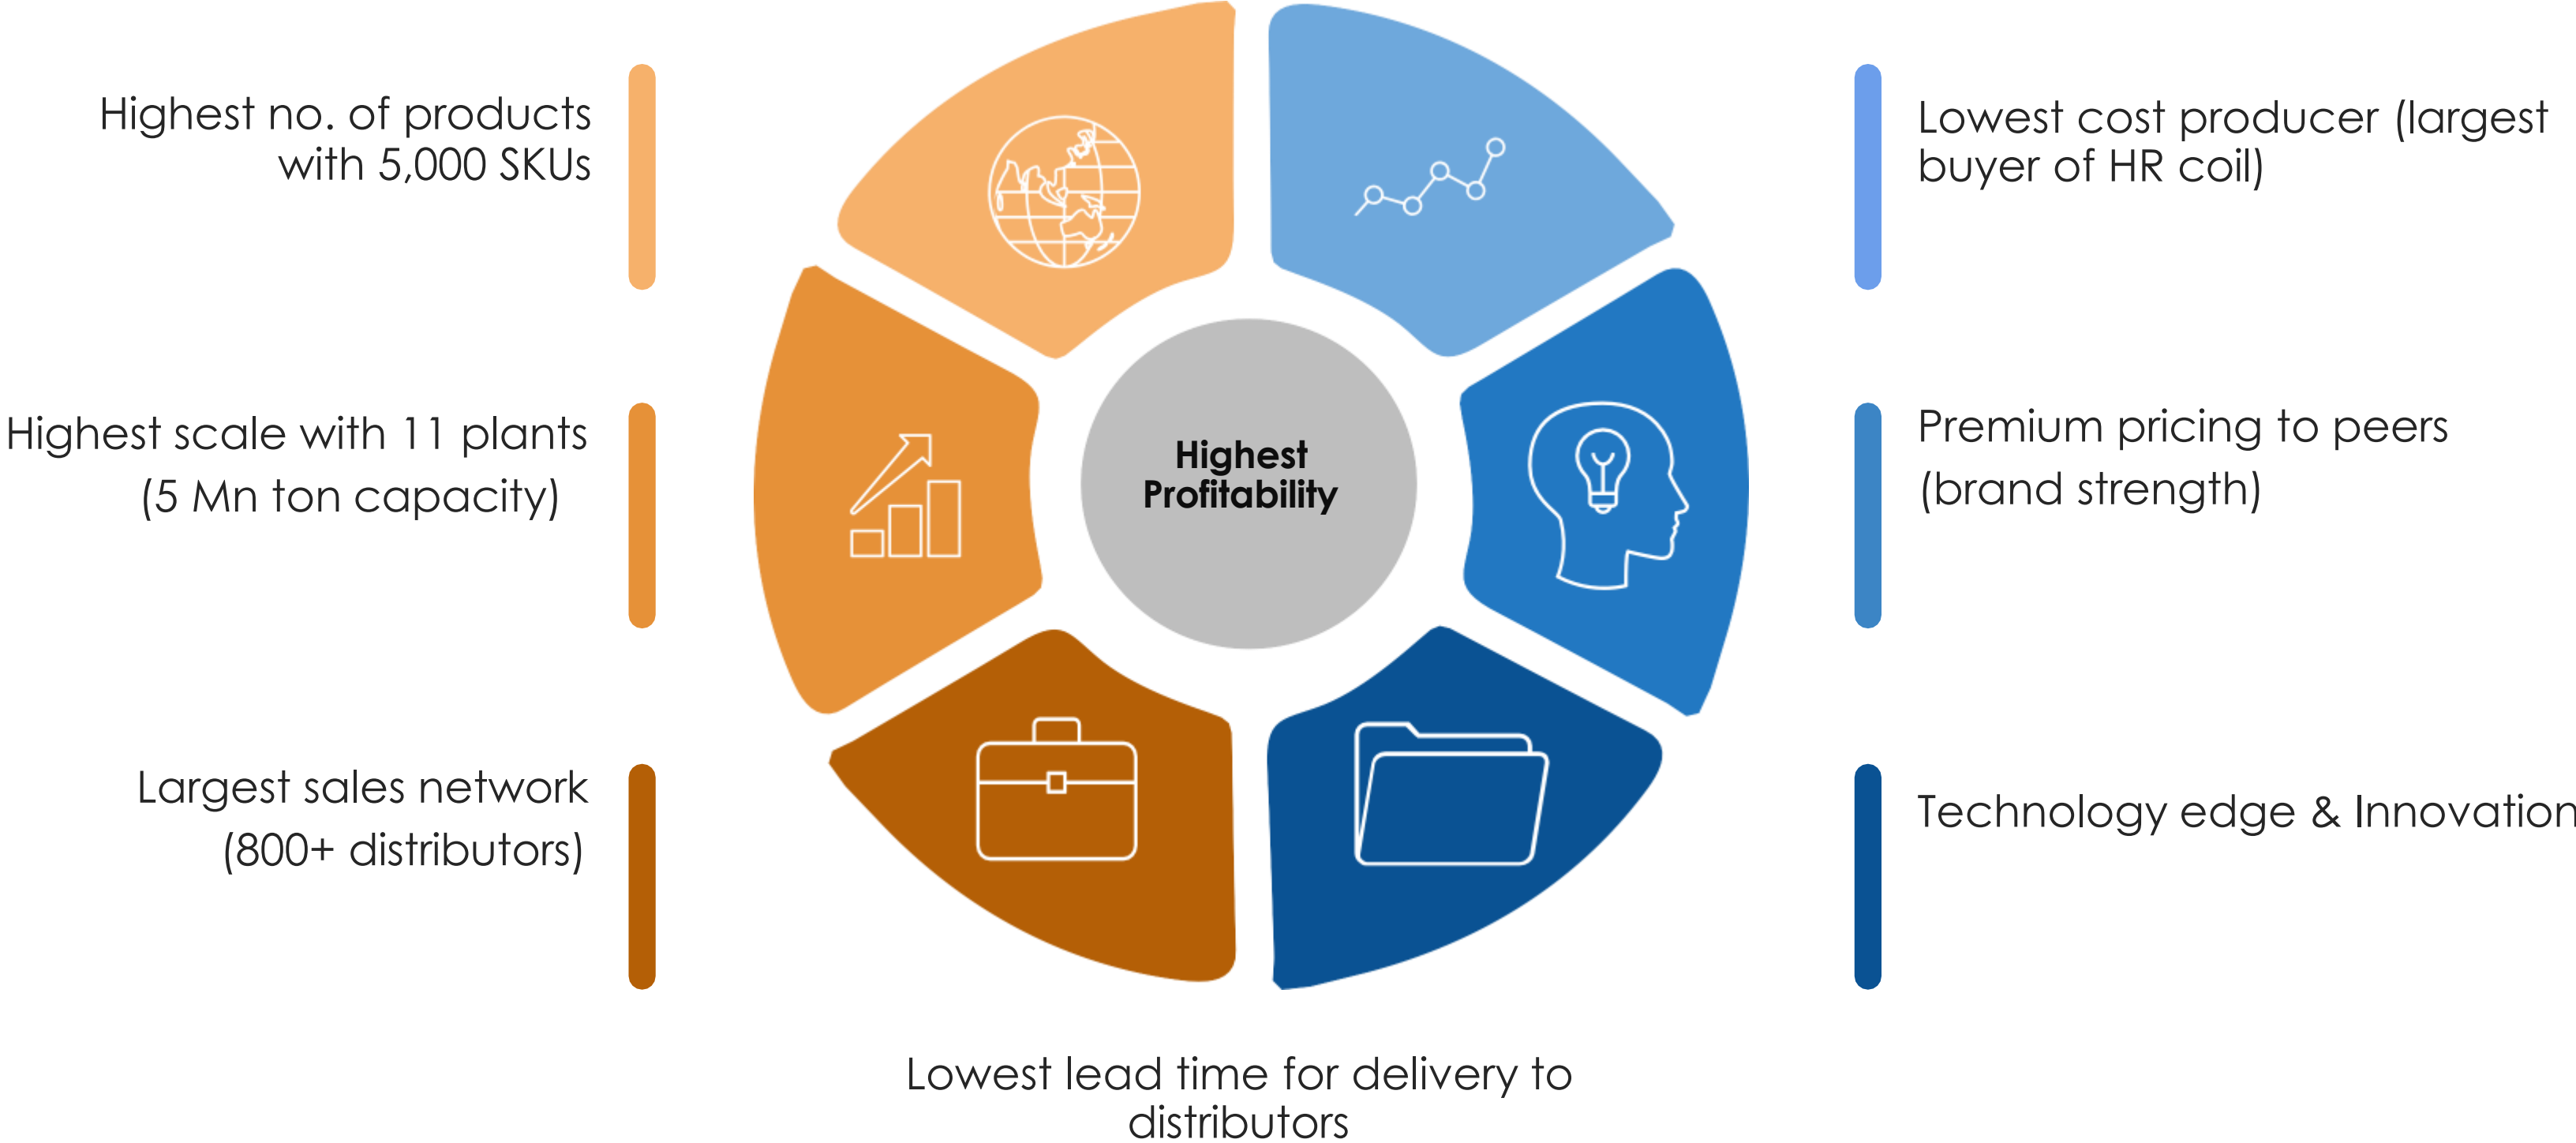 Highest no. of products
with 5,000 SKUs
Highest scale with 11 plants
(5 Mn ton capacity)
Largest sales network
(800+ distributors)
Highest
Profitability
Lowest cost producer (largest
buyer of HR coil)
Premium pricing to peers
(brand strength)
Technology edge & Innovation
Lowest lead time for delivery to
distributors